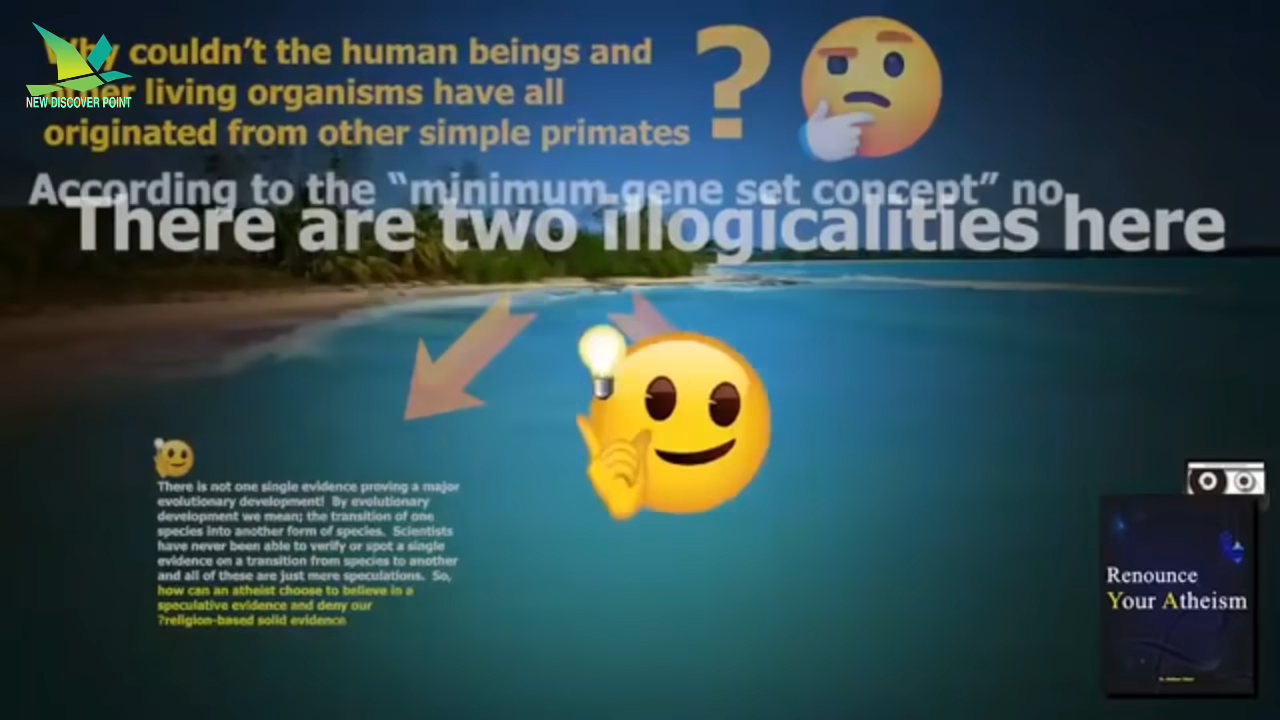 couldn't the human beings and
living organisms have all
originated from other simple primates
?
NEW DISCOVER POINT
According to the "minimum gene set concept" no
There are two illogicalities here
There is not one single evidence proving a major
evolutionary development! By evolutionary
development we mean; the transition of one
species into another form of species. Scientists
have never been able to verify or spot a single
evidence on a transition from species to another
and all of these are just mere speculations. So,
how can an atheist choose to believe in a
speculative evidence and deny our
?religion-based solid evidence
Renounce
Your Atheism